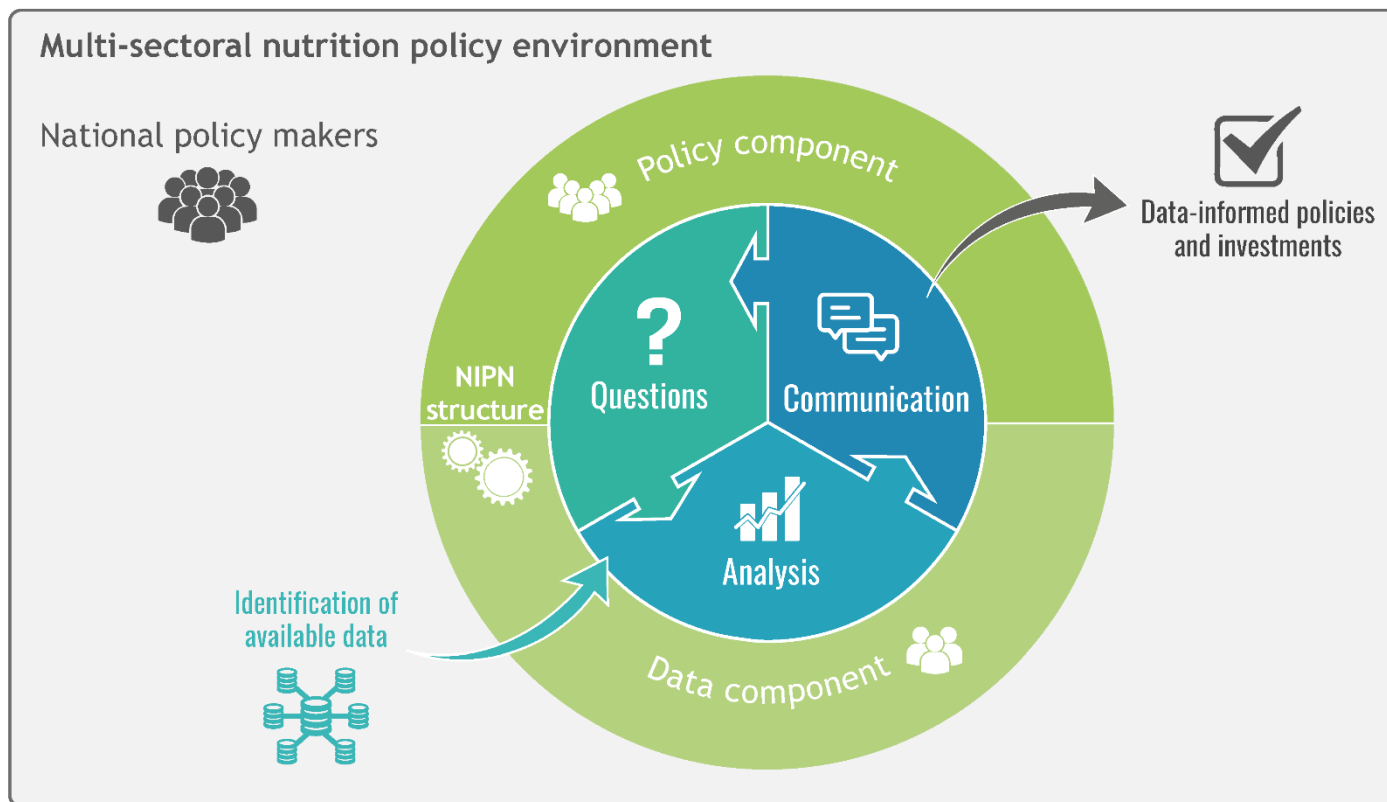 Multi-sectoral nutrition policy environment
National policy makers
Policy component
Data-informed policies
and investments
NIPN
structure
?
Questions
Communication
Analysis
Identification of
available data
Data component